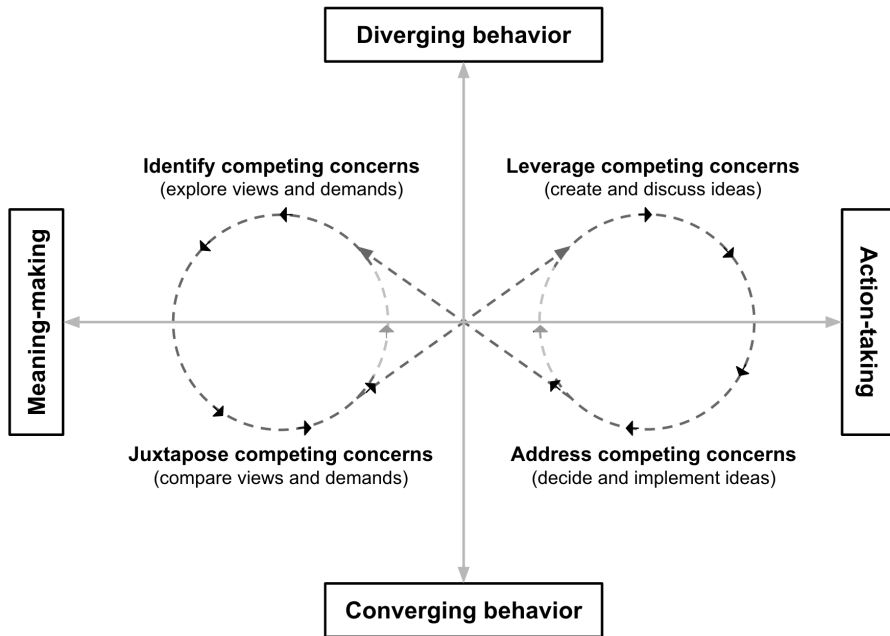 Diverging behavior
Identify competing concerns
(explore views and demands)
Leverage competing concerns
(create and discuss ideas)
Meaning-making
Action-taking
Juxtapose competing concerns
(compare views and demands)
Address competing concerns
(decide and implement ideas)
Converging behavior